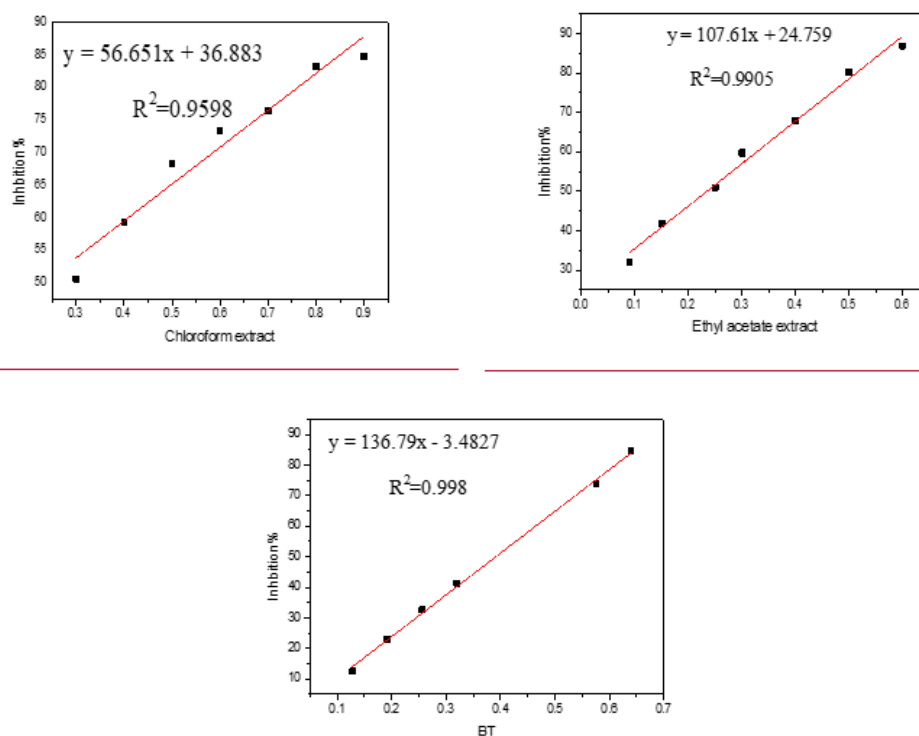 90
y = 56.651x + 36.883
85
80
R²=0.9598
75
70
65
60
55
50
Inhbition %
0.3 0.4 0.5 0.6 0.7 0.8 0.9
Chloroform extract
y = 107.61x + 24.759
90
R²=0.9905
80
70
60
50
40
30
Inhibition%
0.0 0.1 0.2 0.3 0.4 0.5 0.6
Ethyl acetate extract
90
y = 136.79x - 3.4827
80
R²=0.998
70
60
50
40
30
20
10
Inhbition%
0.1 0.2 0.3 0.4 0.5 0.6 0.7
BT